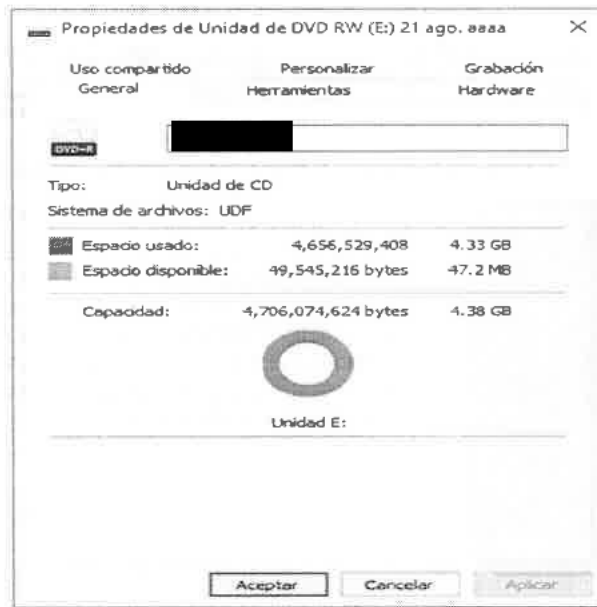 Propiedades de Unidad de DVD RW (E:) 21 ago. aaaa
Uso compartido Personalizar Grabación
General Herramientas Hardware
DVD-R
Tipo: Unidad de CD
Sistema de archivos: UDF
Espacio usado: 4,656,529,408 4.33 GB
Espacio disponible: 49,545,216 bytes 47.2 MB
Capacidad: 4,706,074,624 bytes 4.38 GB
Unidad E:
Aceptar Cancelar Aplicar